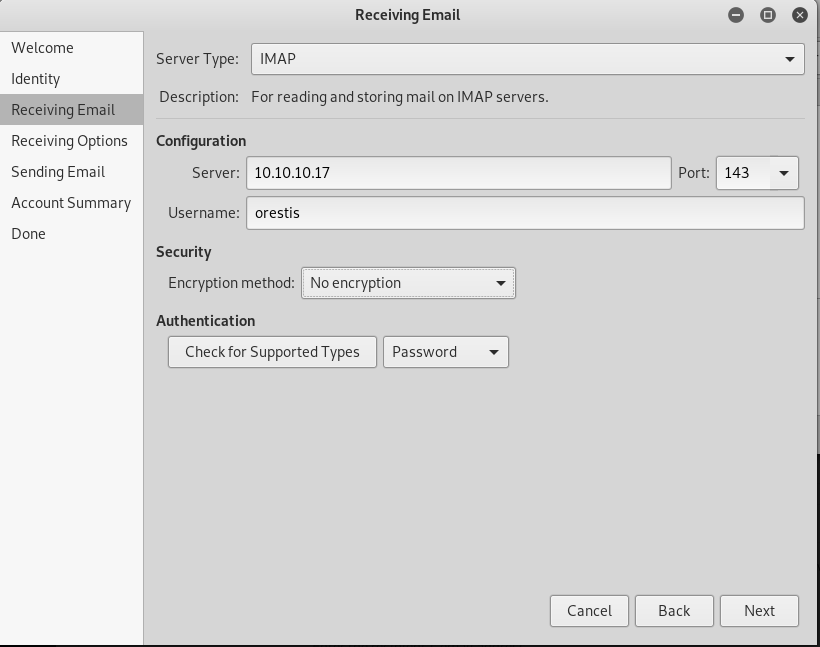 Receiving Email
Welcome
Identity
Receiving Email
Receiving Options
Sending Email
Account Summary
Done
Server Type: IMAP
Description: For reading and storing mail on IMAP servers.
Configuration
Server: 10.10.10.17 Port: 143
Username: orestis
Security
Encryption method: No encryption
Authentication
Check for Supported Types Password
Cancel Back Next